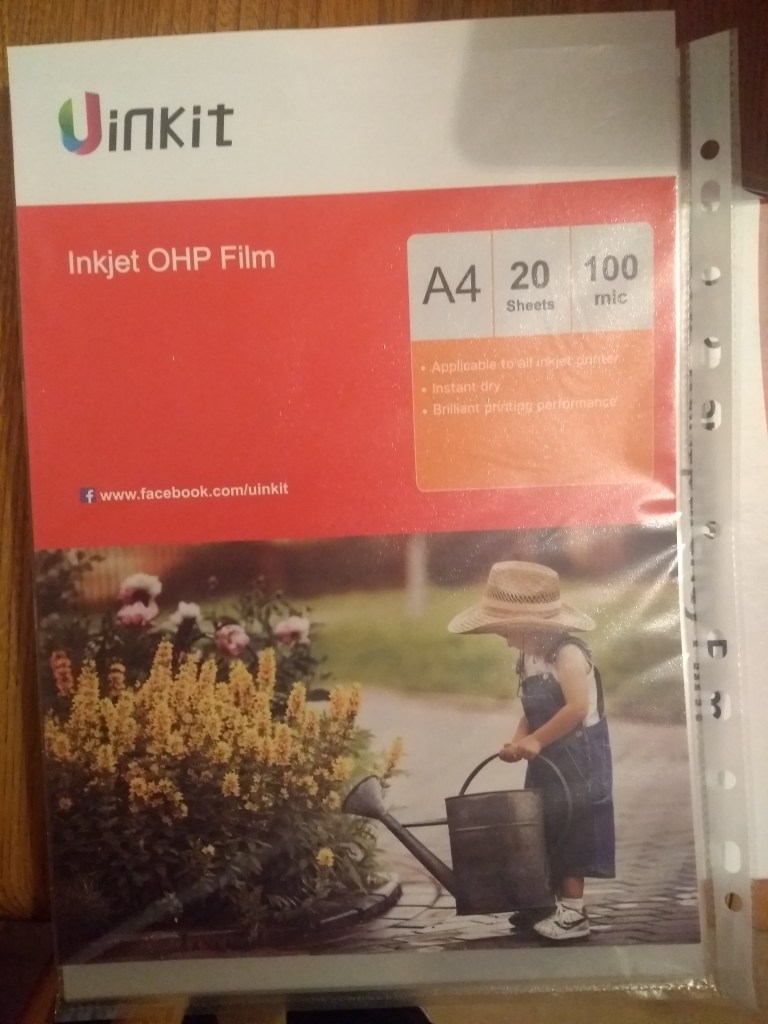 Uinkit
Inkjet OHP Film
A4
20
Sheets
100
mic
• Applicable to all inkjet printer
• Instant dry
• Brilliant printing performance
f www.facebook.com/uinkit